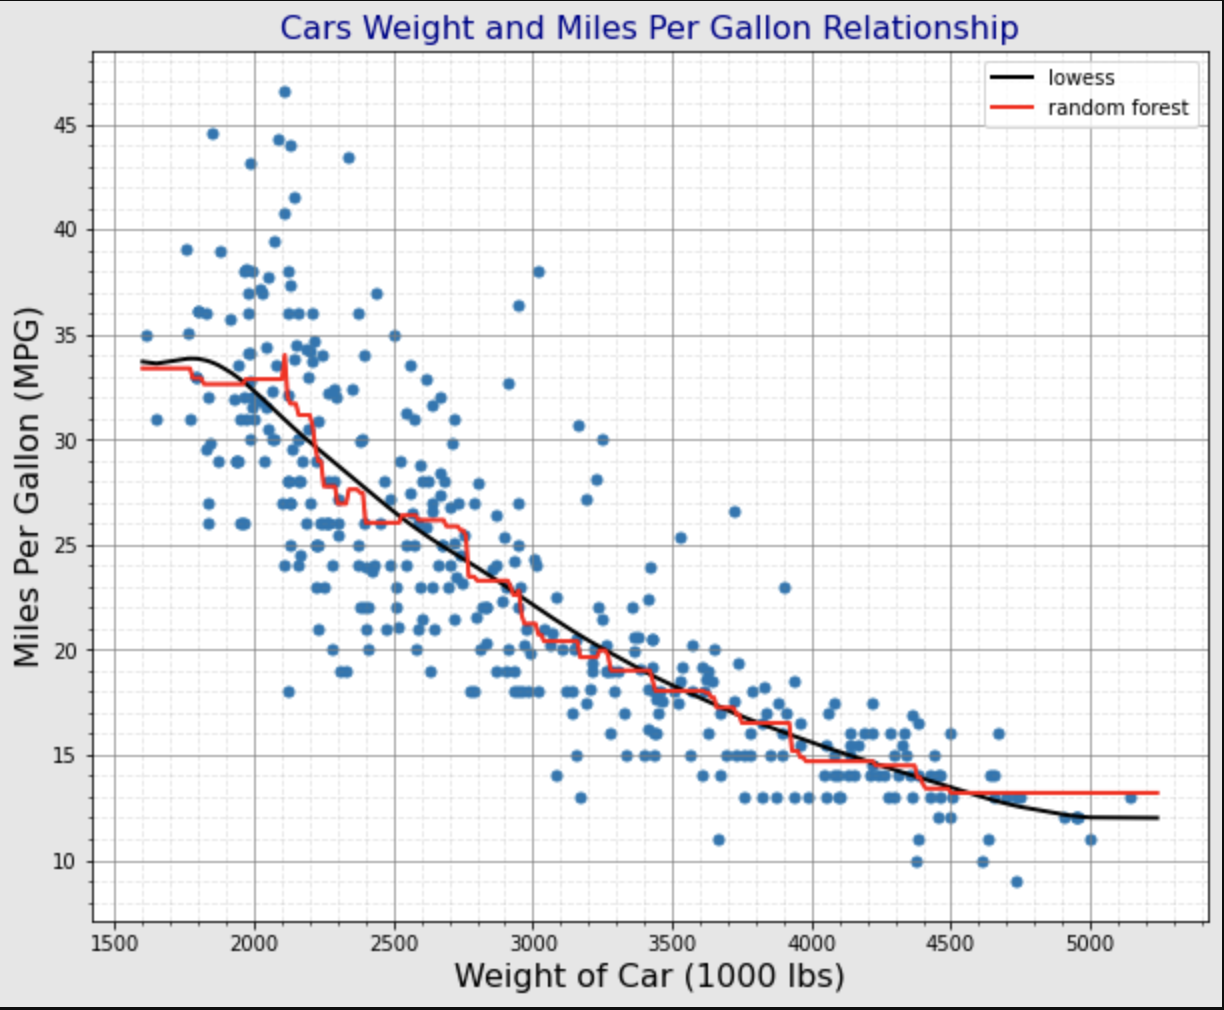 Cars Weight and Miles Per Gallon Relationship
lowess
random forest
Miles Per Gallon (MPG)
45
40
35
30
25
20
15
10
1500 2000 2500 3000 3500 4000 4500 5000
Weight of Car (1000 lbs)